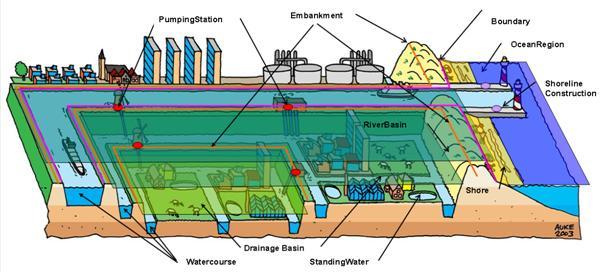 PumpingStation
Embankment
Boundary
OceanRegion
Shoreline
Construction
RiverBasin
Shore
Drainage Basin
Watercourse
StandingWater
AUKE
2003